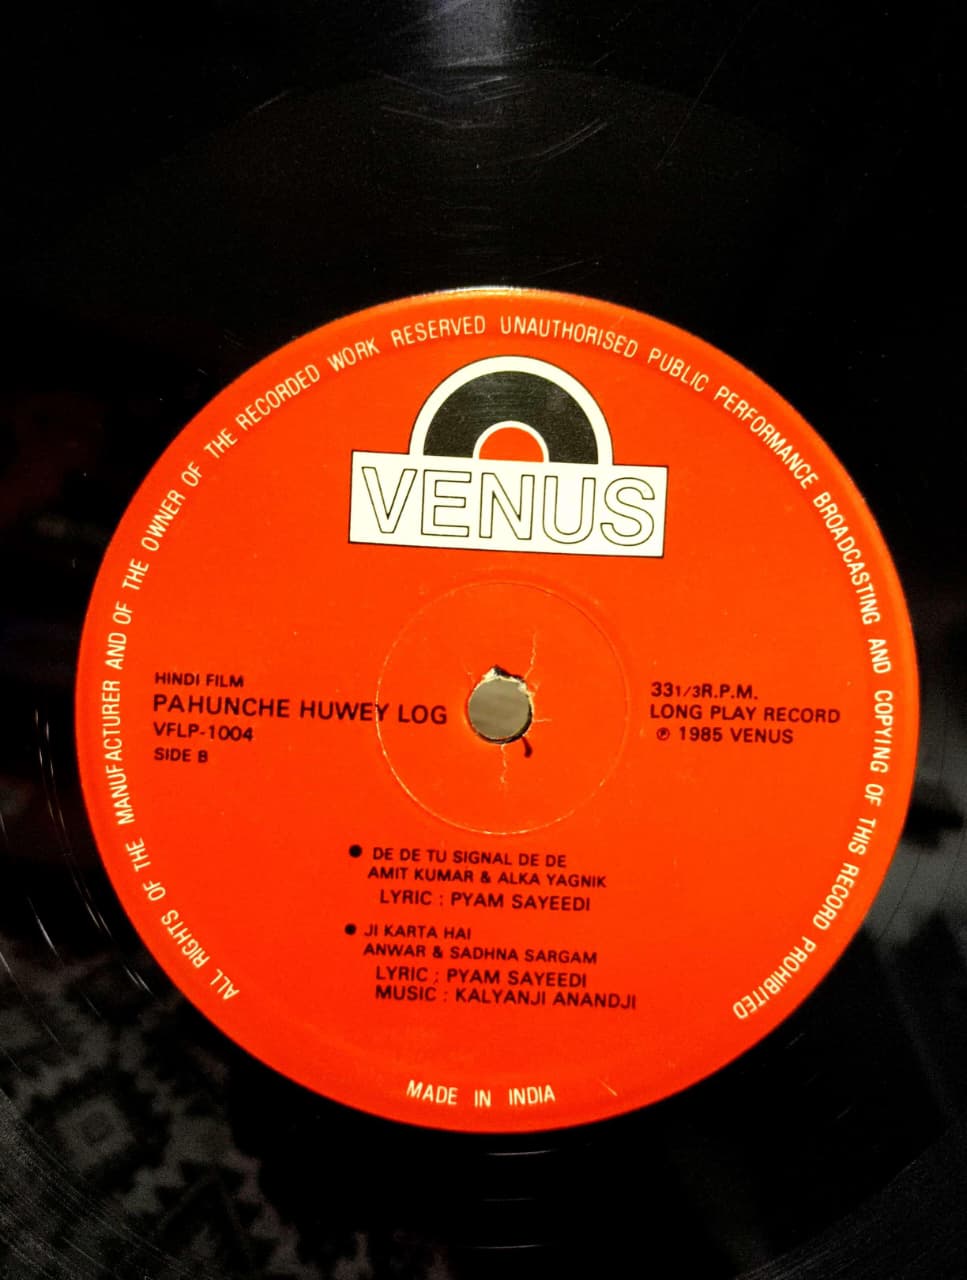 ALL RIGHTS OF THE MANUFACTURER AND OF THE OWNER OF THE RECORDED WORK RESERVED UNAUTHORISED PUBLIC PERFORMANCE BROADCASTING AND COPYING OF THIS RECORD PROHIBITED
VENUS
HINDI FILM
PAHUNCHE HUWEY LOG
VFLP-1004
SIDE B
33 1/3 R.P.M.
LONG PLAY RECORD
℗ 1985 VENUS
● DE DE TU SIGNAL DE DE
AMIT KUMAR & ALKA YAGNIK
LYRIC : PYAM SAYEEDI
● JI KARTA HAI
ANWAR & SADHNA SARGAM
LYRIC : PYAM SAYEEDI
MUSIC : KALYANJI ANANDJI
MADE IN INDIA